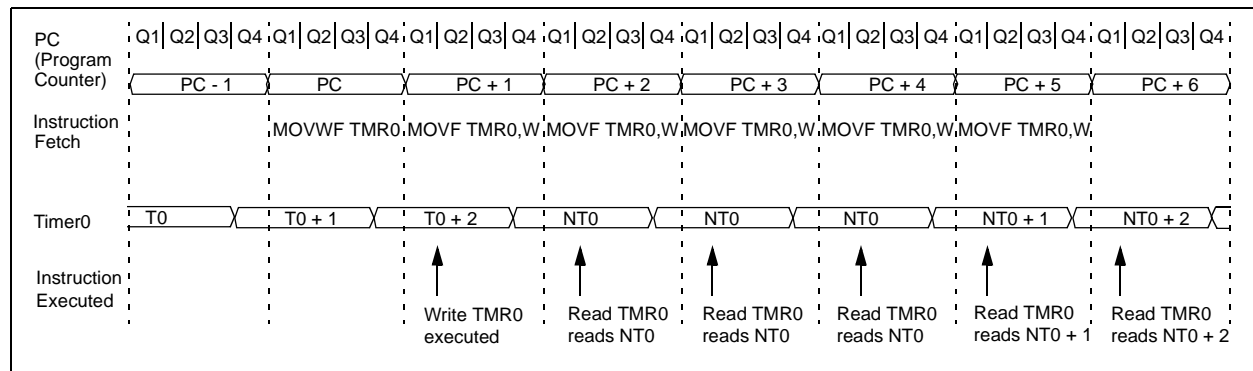 PC
(Program
Counter)
Q1 Q2 Q3 Q4 Q1 Q2 Q3 Q4 Q1 Q2 Q3 Q4 Q1 Q2 Q3 Q4 Q1 Q2 Q3 Q4 Q1 Q2 Q3 Q4 Q1 Q2 Q3 Q4 Q1 Q2 Q3 Q4
PC - 1 PC PC + 1 PC + 2 PC + 3 PC + 4 PC + 5 PC + 6
Instruction
Fetch
MOVWF TMR0 MOVF TMR0,W MOVF TMR0,W MOVF TMR0,W MOVF TMR0,W MOVF TMR0,W
Timer0
T0 T0 + 1 T0 + 2 NT0 NT0 NT0 NT0 + 1 NT0 + 2
Instruction
Executed
Write TMR0
executed
Read TMR0
reads NT0
Read TMR0
reads NT0
Read TMR0
reads NT0
Read TMR0
reads NT0 + 1
Read TMR0
reads NT0 + 2